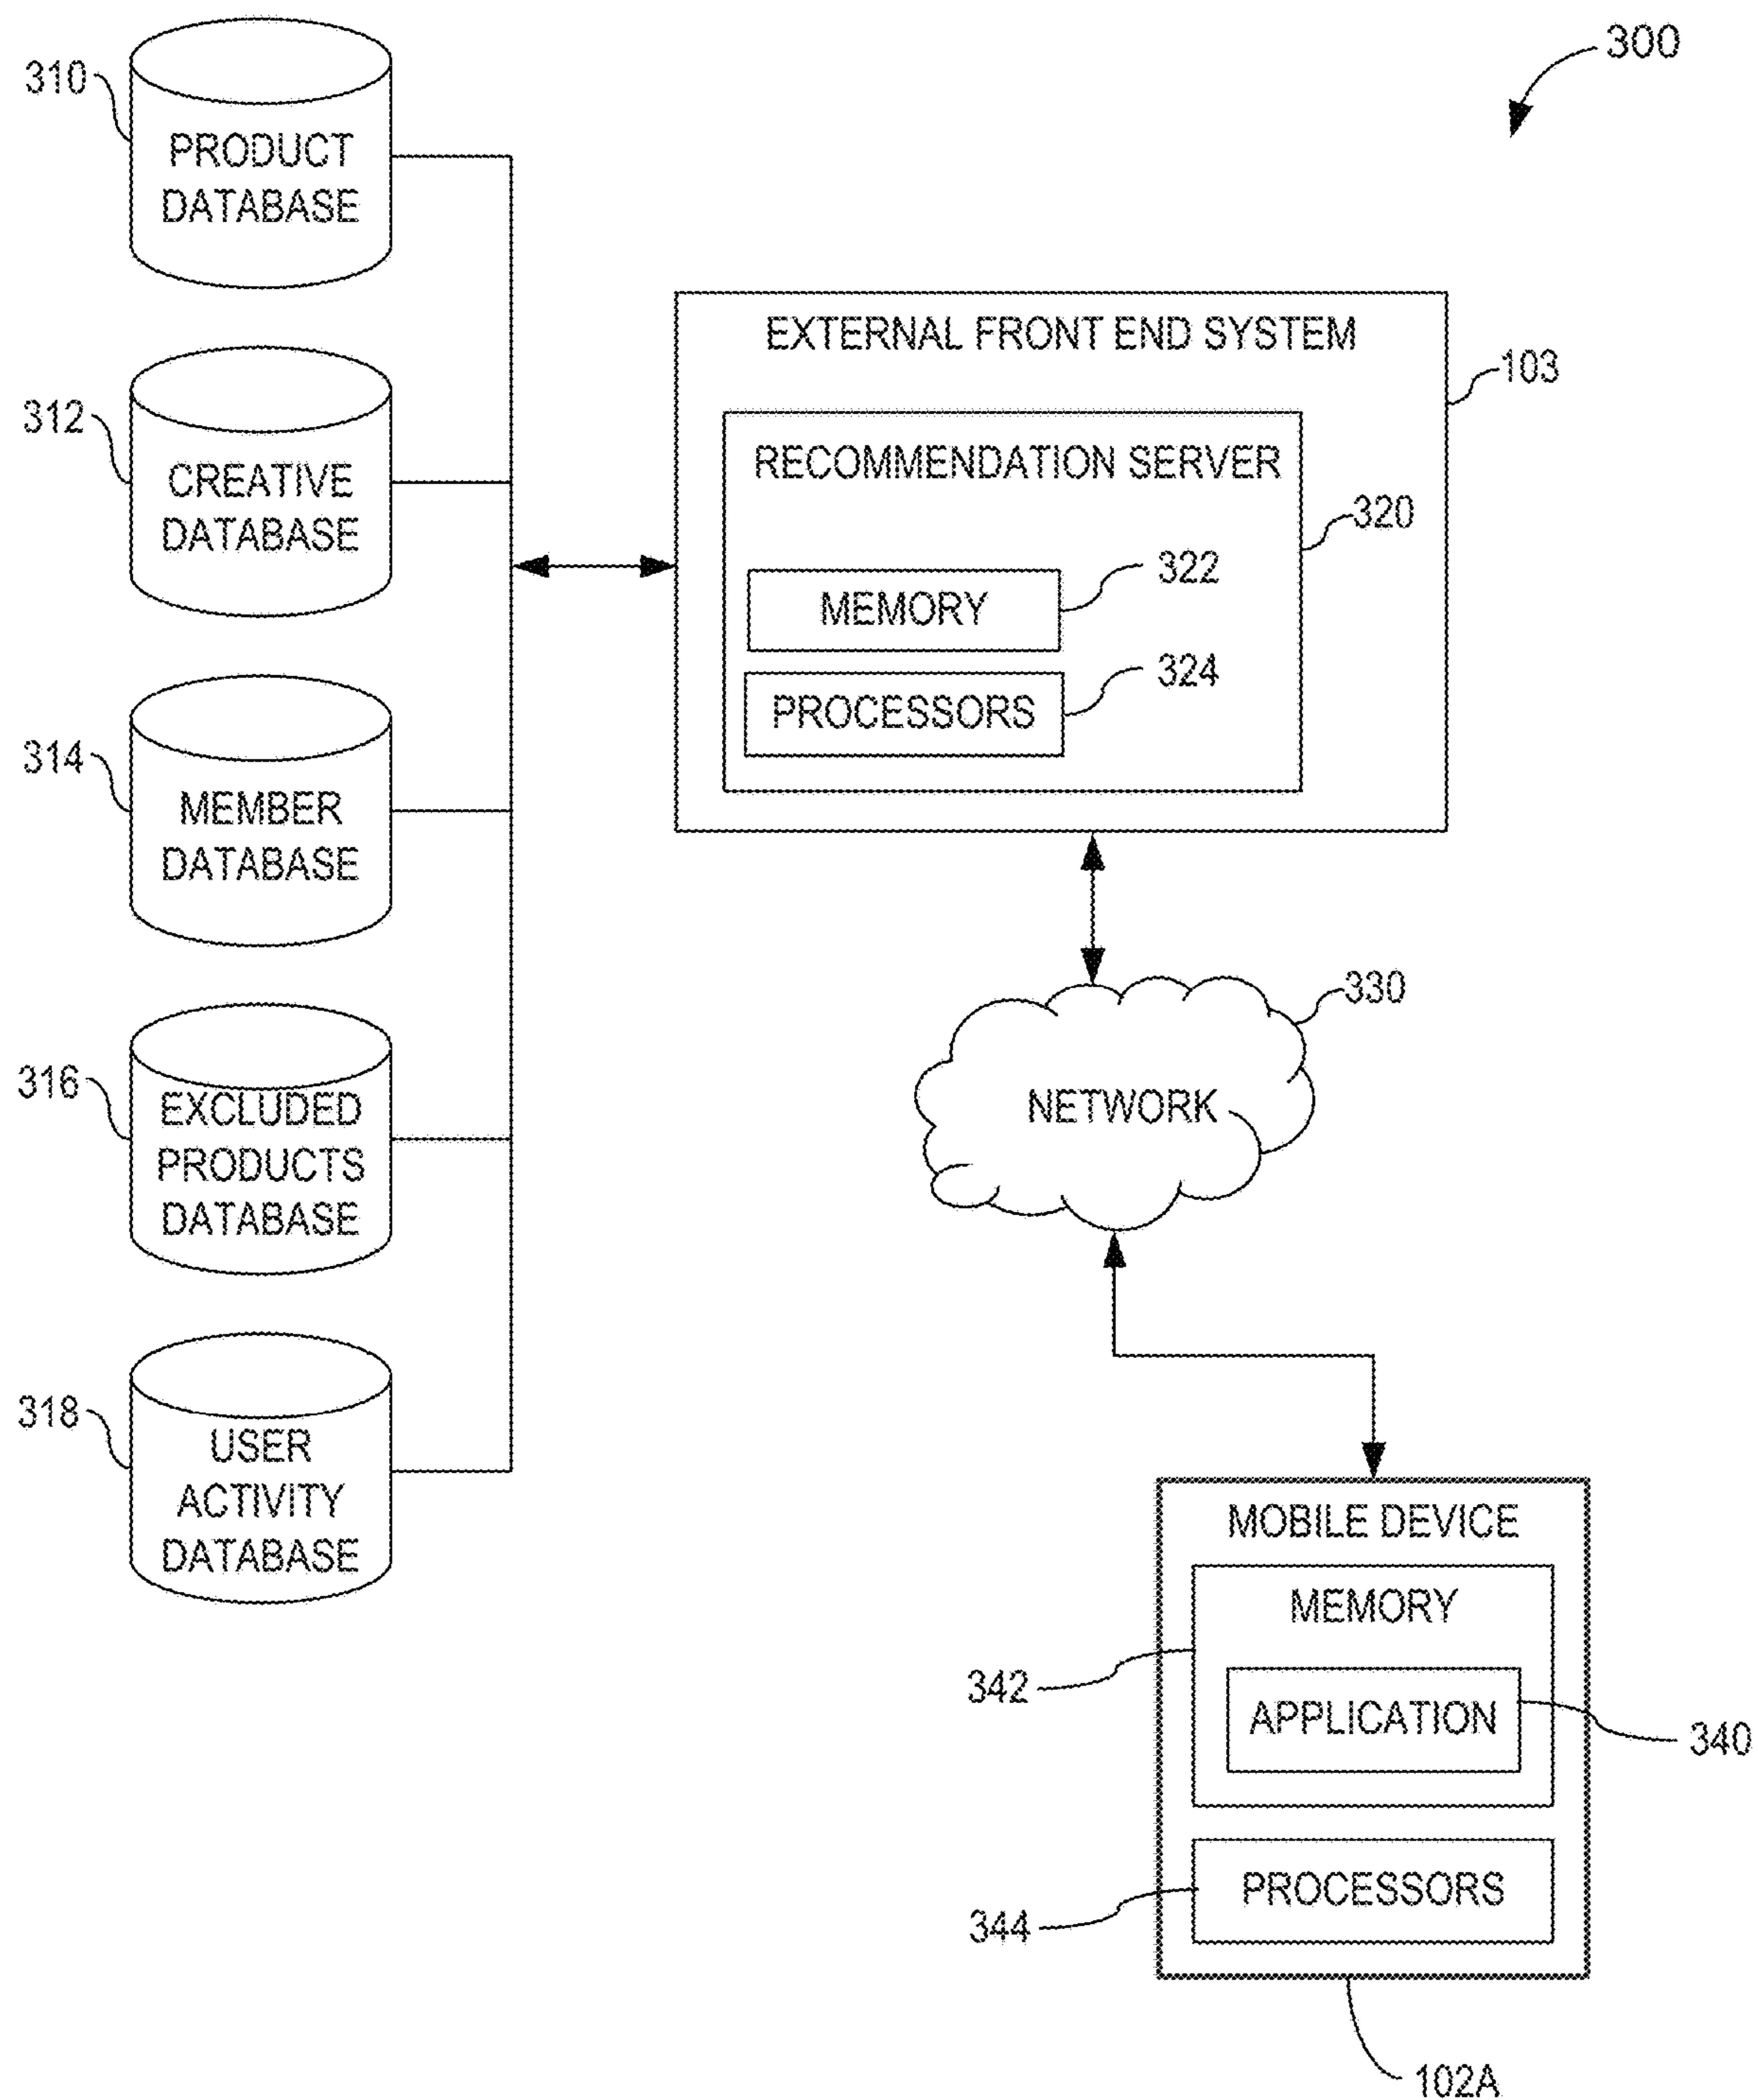 300
310
PRODUCT
DATABASE
312
CREATIVE
DATABASE
314
MEMBER
DATABASE
316
EXCLUDED
PRODUCTS
DATABASE
318
USER
ACTIVITY
DATABASE
EXTERNAL FRONT END SYSTEM
103
RECOMMENDATION SERVER
320
322
MEMORY
324
PROCESSORS
330
NETWORK
MOBILE DEVICE
MEMORY
342
APPLICATION
340
PROCESSORS
344
102A